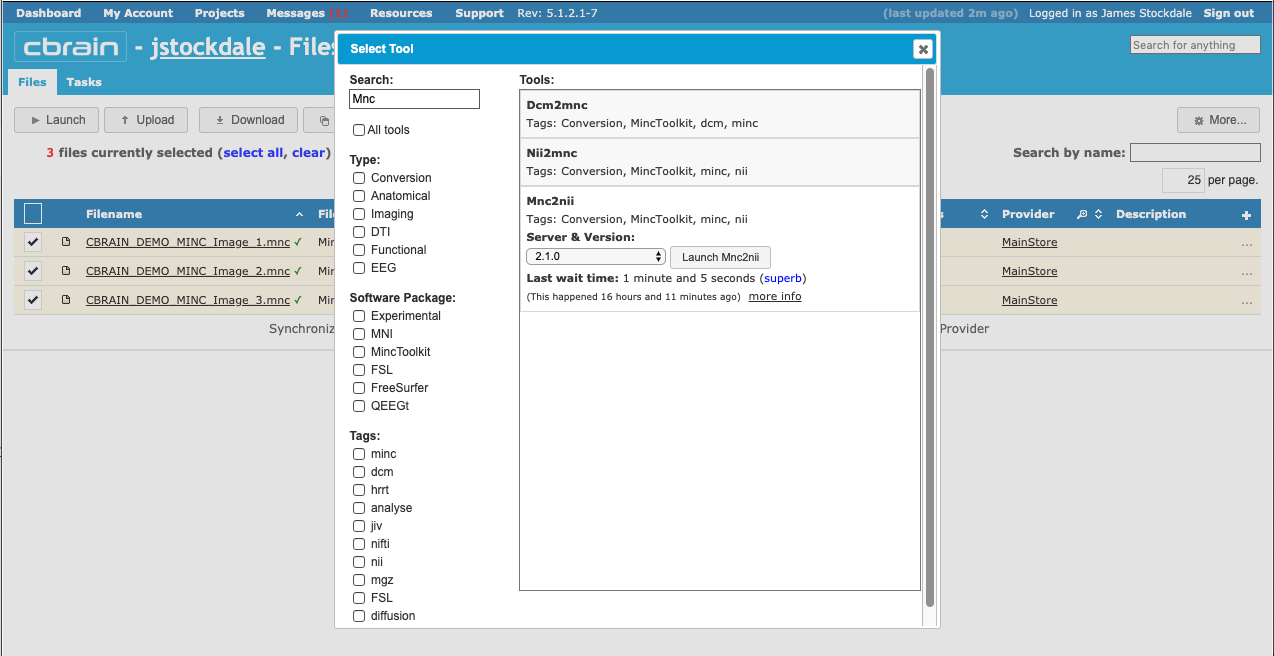 Dashboard My Account Projects Messages (1) Resources Support Rev: 5.1.2.1-7 (last updated 2m ago) Logged in as James Stockdale Sign out
cbrain - jstockdale - Files
Search for anything
Files Tasks
Launch Upload Download More...
3 files currently selected (select all, clear)
Search by name:
25 per page.
Filename Provider Description +
CBRAIN_DEMO_MINC_Image_1.mnc ✓ MainStore ...
CBRAIN_DEMO_MINC_Image_2.mnc ✓ MainStore ...
CBRAIN_DEMO_MINC_Image_3.mnc ✓ MainStore ...
Provider
Select Tool
Search:
Mnc
All tools
Type:
Conversion
Anatomical
Imaging
DTI
Functional
EEG
Software Package:
Experimental
MNI
MincToolkit
FSL
FreeSurfer
QEEGt
Tags:
minc
dcm
hrrt
analyse
jiv
nifti
nii
mgz
FSL
diffusion
Tools:
Dcm2mnc
Tags: Conversion, MincToolkit, dcm, minc
Nii2mnc
Tags: Conversion, MincToolkit, minc, nii
Mnc2nii
Tags: Conversion, MincToolkit, minc, nii
Server & Version:
2.1.0 Launch Mnc2nii
Last wait time: 1 minute and 5 seconds (superb)
(This happened 16 hours and 11 minutes ago) more info